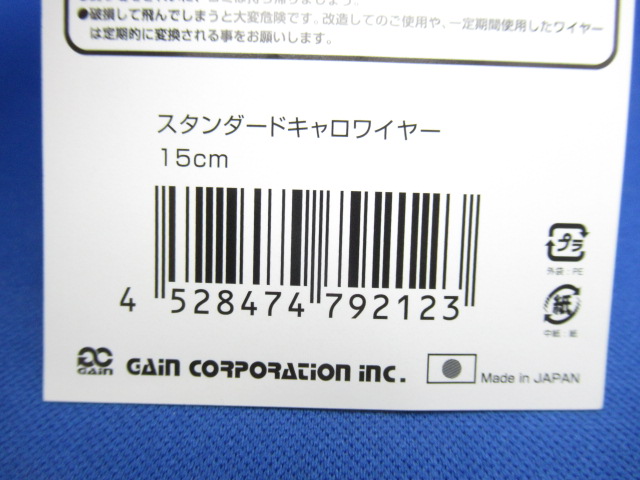 ●破損して飛んでしまうと大変危険です。改造してのご使用や、一定期間使用したワイヤー
は定期的に変換される事をお願いします。
スタンダードキャロワイヤー
15cm
4 528474 792123
プラ
外袋:PE
紙
中紙:紙
GAIN GAIN CORPORATION INC. Made in JAPAN